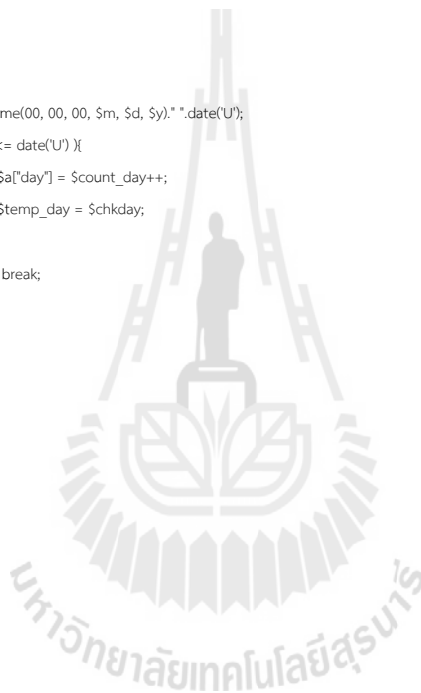 me(00, 00, 00, $m, $d, $y)." ".date('U');
<= date('U') ){
$a["day"] = $count_day++;
$temp_day = $chkday;
break;
มหาวิทยาลัยเทคโนโลยีสุรนารี